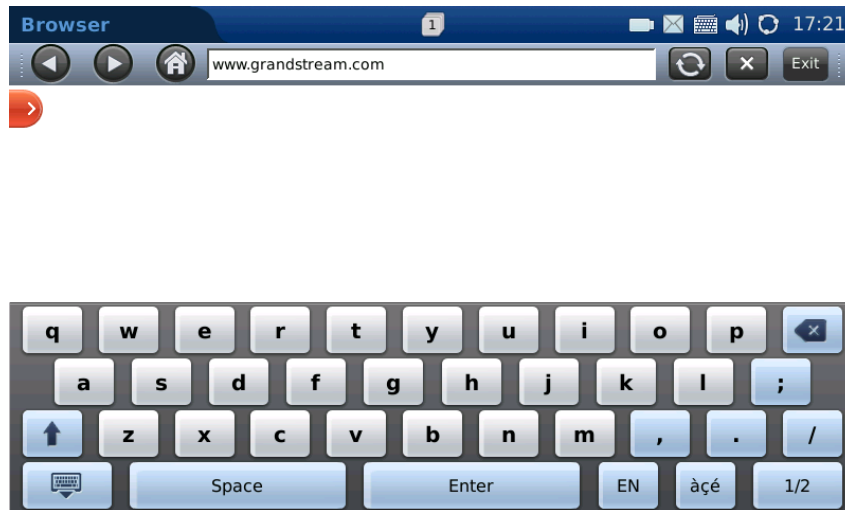 Browser 1 17:21
www.grandstream.com Exit
q w e r t y u i o p
a s d f g h j k l ;
z x c v b n m , . /
Space Enter EN àçé 1/2